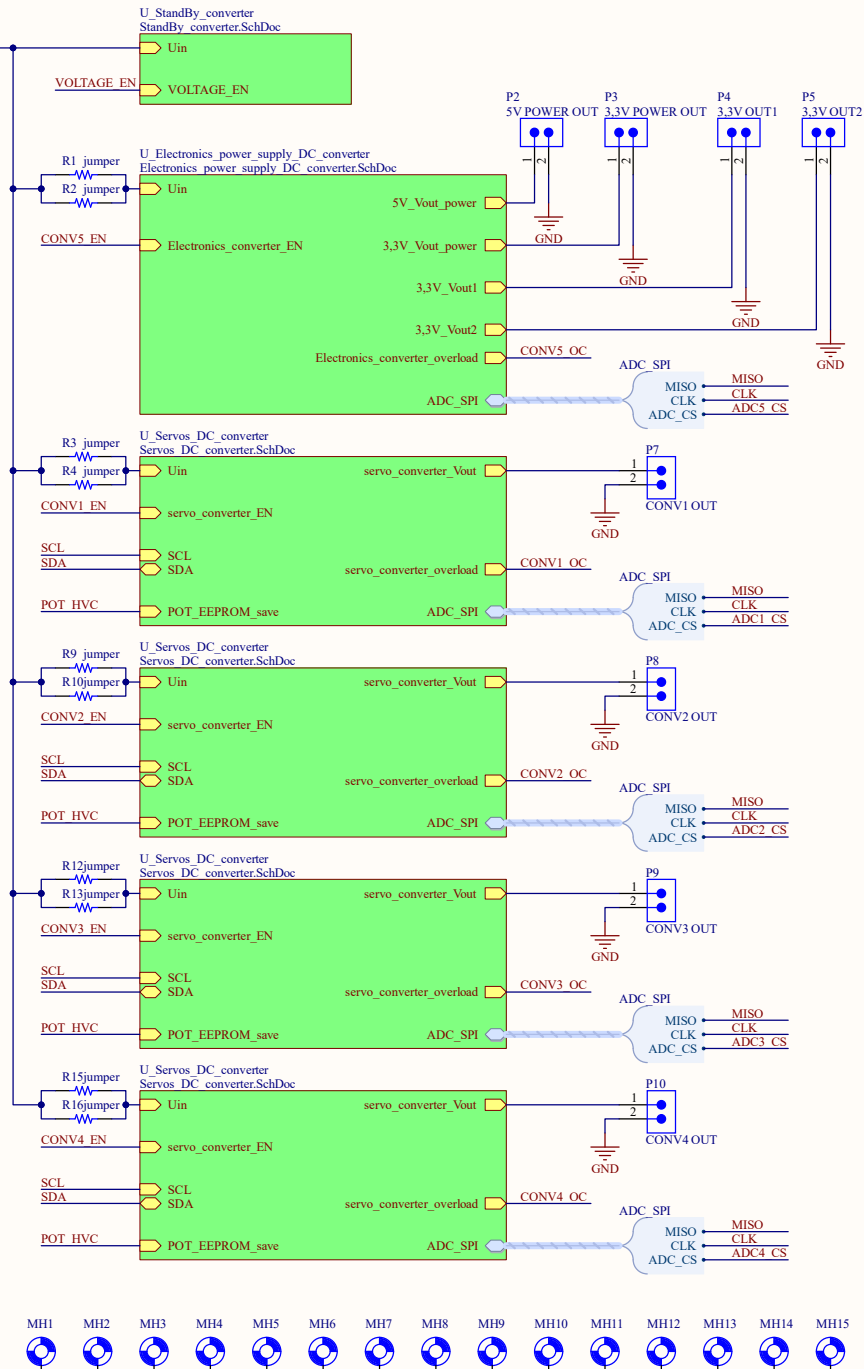 U_StandBy_converter
StandBy_converter.SchDoc
Uin
VOLTAGE_EN
VOLTAGE_EN
P2
5V POWER OUT
P3
3,3V POWER OUT
P4
3,3V OUT1
P5
3,3V OUT2
1
2
1
2
1
2
1
2
U_Electronics_power_supply_DC_converter
Electronics_power_supply_DC_converter.SchDoc
R1 jumper
R2 jumper
Uin
5V_Vout_power
GND
CONV5_EN
Electronics_converter_EN
3,3V_Vout_power
GND
3,3V_Vout1
GND
3,3V_Vout2
GND
Electronics_converter_overload
CONV5_OC
ADC_SPI
ADC_SPI
MISO
CLK
ADC_CS
MISO
CLK
ADC5_CS
U_Servos_DC_converter
Servos_DC_converter.SchDoc
R3 jumper
R4 jumper
Uin
servo_converter_Vout
P7
1
2
CONV1 OUT
GND
CONV1_EN
servo_converter_EN
SCL
SCL
SDA
SDA
servo_converter_overload
CONV1_OC
POT_HVC
POT_EEPROM_save
ADC_SPI
ADC_SPI
MISO
CLK
ADC_CS
MISO
CLK
ADC1_CS
U_Servos_DC_converter
Servos_DC_converter.SchDoc
R9 jumper
R10jumper
Uin
servo_converter_Vout
P8
1
2
CONV2 OUT
GND
CONV2_EN
servo_converter_EN
SCL
SCL
SDA
SDA
servo_converter_overload
CONV2_OC
POT_HVC
POT_EEPROM_save
ADC_SPI
ADC_SPI
MISO
CLK
ADC_CS
MISO
CLK
ADC2_CS
U_Servos_DC_converter
Servos_DC_converter.SchDoc
R12jumper
R13jumper
Uin
servo_converter_Vout
P9
1
2
CONV3 OUT
GND
CONV3_EN
servo_converter_EN
SCL
SCL
SDA
SDA
servo_converter_overload
CONV3_OC
POT_HVC
POT_EEPROM_save
ADC_SPI
ADC_SPI
MISO
CLK
ADC_CS
MISO
CLK
ADC3_CS
U_Servos_DC_converter
Servos_DC_converter.SchDoc
R15jumper
R16jumper
Uin
servo_converter_Vout
P10
1
2
CONV4 OUT
GND
CONV4_EN
servo_converter_EN
SCL
SCL
SDA
SDA
servo_converter_overload
CONV4_OC
POT_HVC
POT_EEPROM_save
ADC_SPI
ADC_SPI
MISO
CLK
ADC_CS
MISO
CLK
ADC4_CS
MH1 MH2 MH3 MH4 MH5 MH6 MH7 MH8 MH9 MH10 MH11 MH12 MH13 MH14 MH15